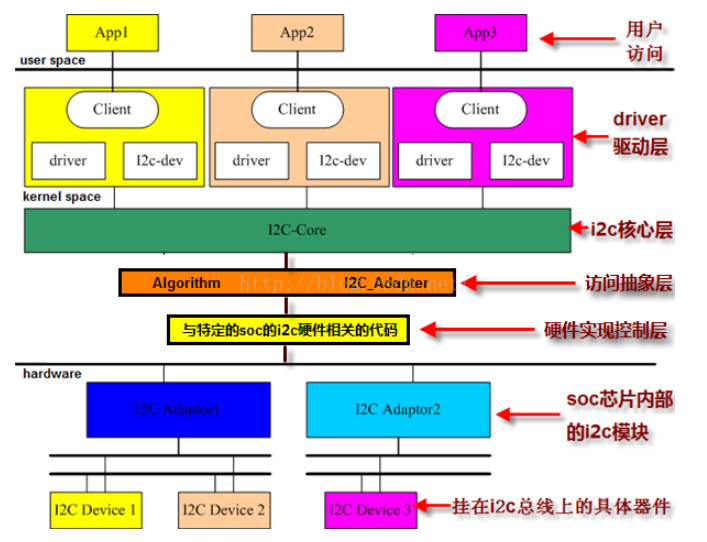 App1 App2 App3 用户
访问
user space
Client Client Client
driver
驱动层
driver I2c-dev driver I2c-dev driver I2c-dev
kernel space
I2C-Core i2c核心层
Algorithm I2C_Adapter 访问抽象层
http://blog.csdn.net
与特定的soc的i2c硬件相关的代码 硬件实现控制层
hardware
I2C Adaptor1 I2C Adaptor2 soc芯片内部
的i2c模块
I2C Device 1 I2C Device 2 I2C Device 3 挂在i2c总线上的具体器件